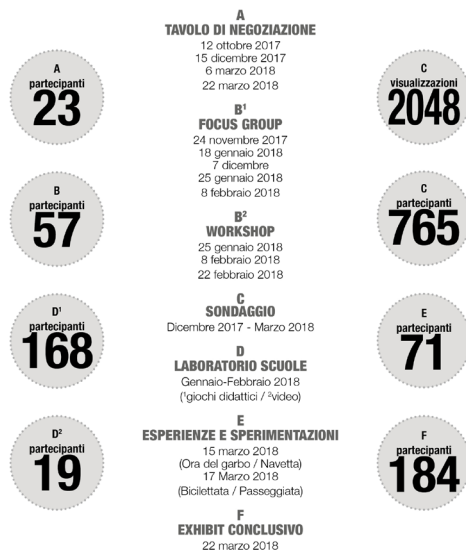 A
partecipanti
23
B
partecipanti
57
D¹
partecipanti
168
D²
partecipanti
19
A
TAVOLO DI NEGOZIAZIONE
12 ottobre 2017
15 dicembre 2017
6 marzo 2018
22 marzo 2018
B¹
FOCUS GROUP
24 novembre 2017
18 gennaio 2018
7 dicembre
25 gennaio 2018
8 febbraio 2018
B²
WORKSHOP
25 gennaio 2018
8 febbraio 2018
22 febbraio 2018
C
SONDAGGIO
Dicembre 2017 - Marzo 2018
D
LABORATORIO SCUOLE
Gennaio-Febbraio 2018
(¹giochi didattici / ²video)
E
ESPERIENZE E SPERIMENTAZIONI
15 marzo 2018
(Ora del garbo / Navetta)
17 Marzo 2018
(Bicilettata / Passeggiata)
F
EXHIBIT CONCLUSIVO
22 marzo 2018
C
visualizzazioni
2048
C
partecipanti
765
E
partecipanti
71
F
partecipanti
184